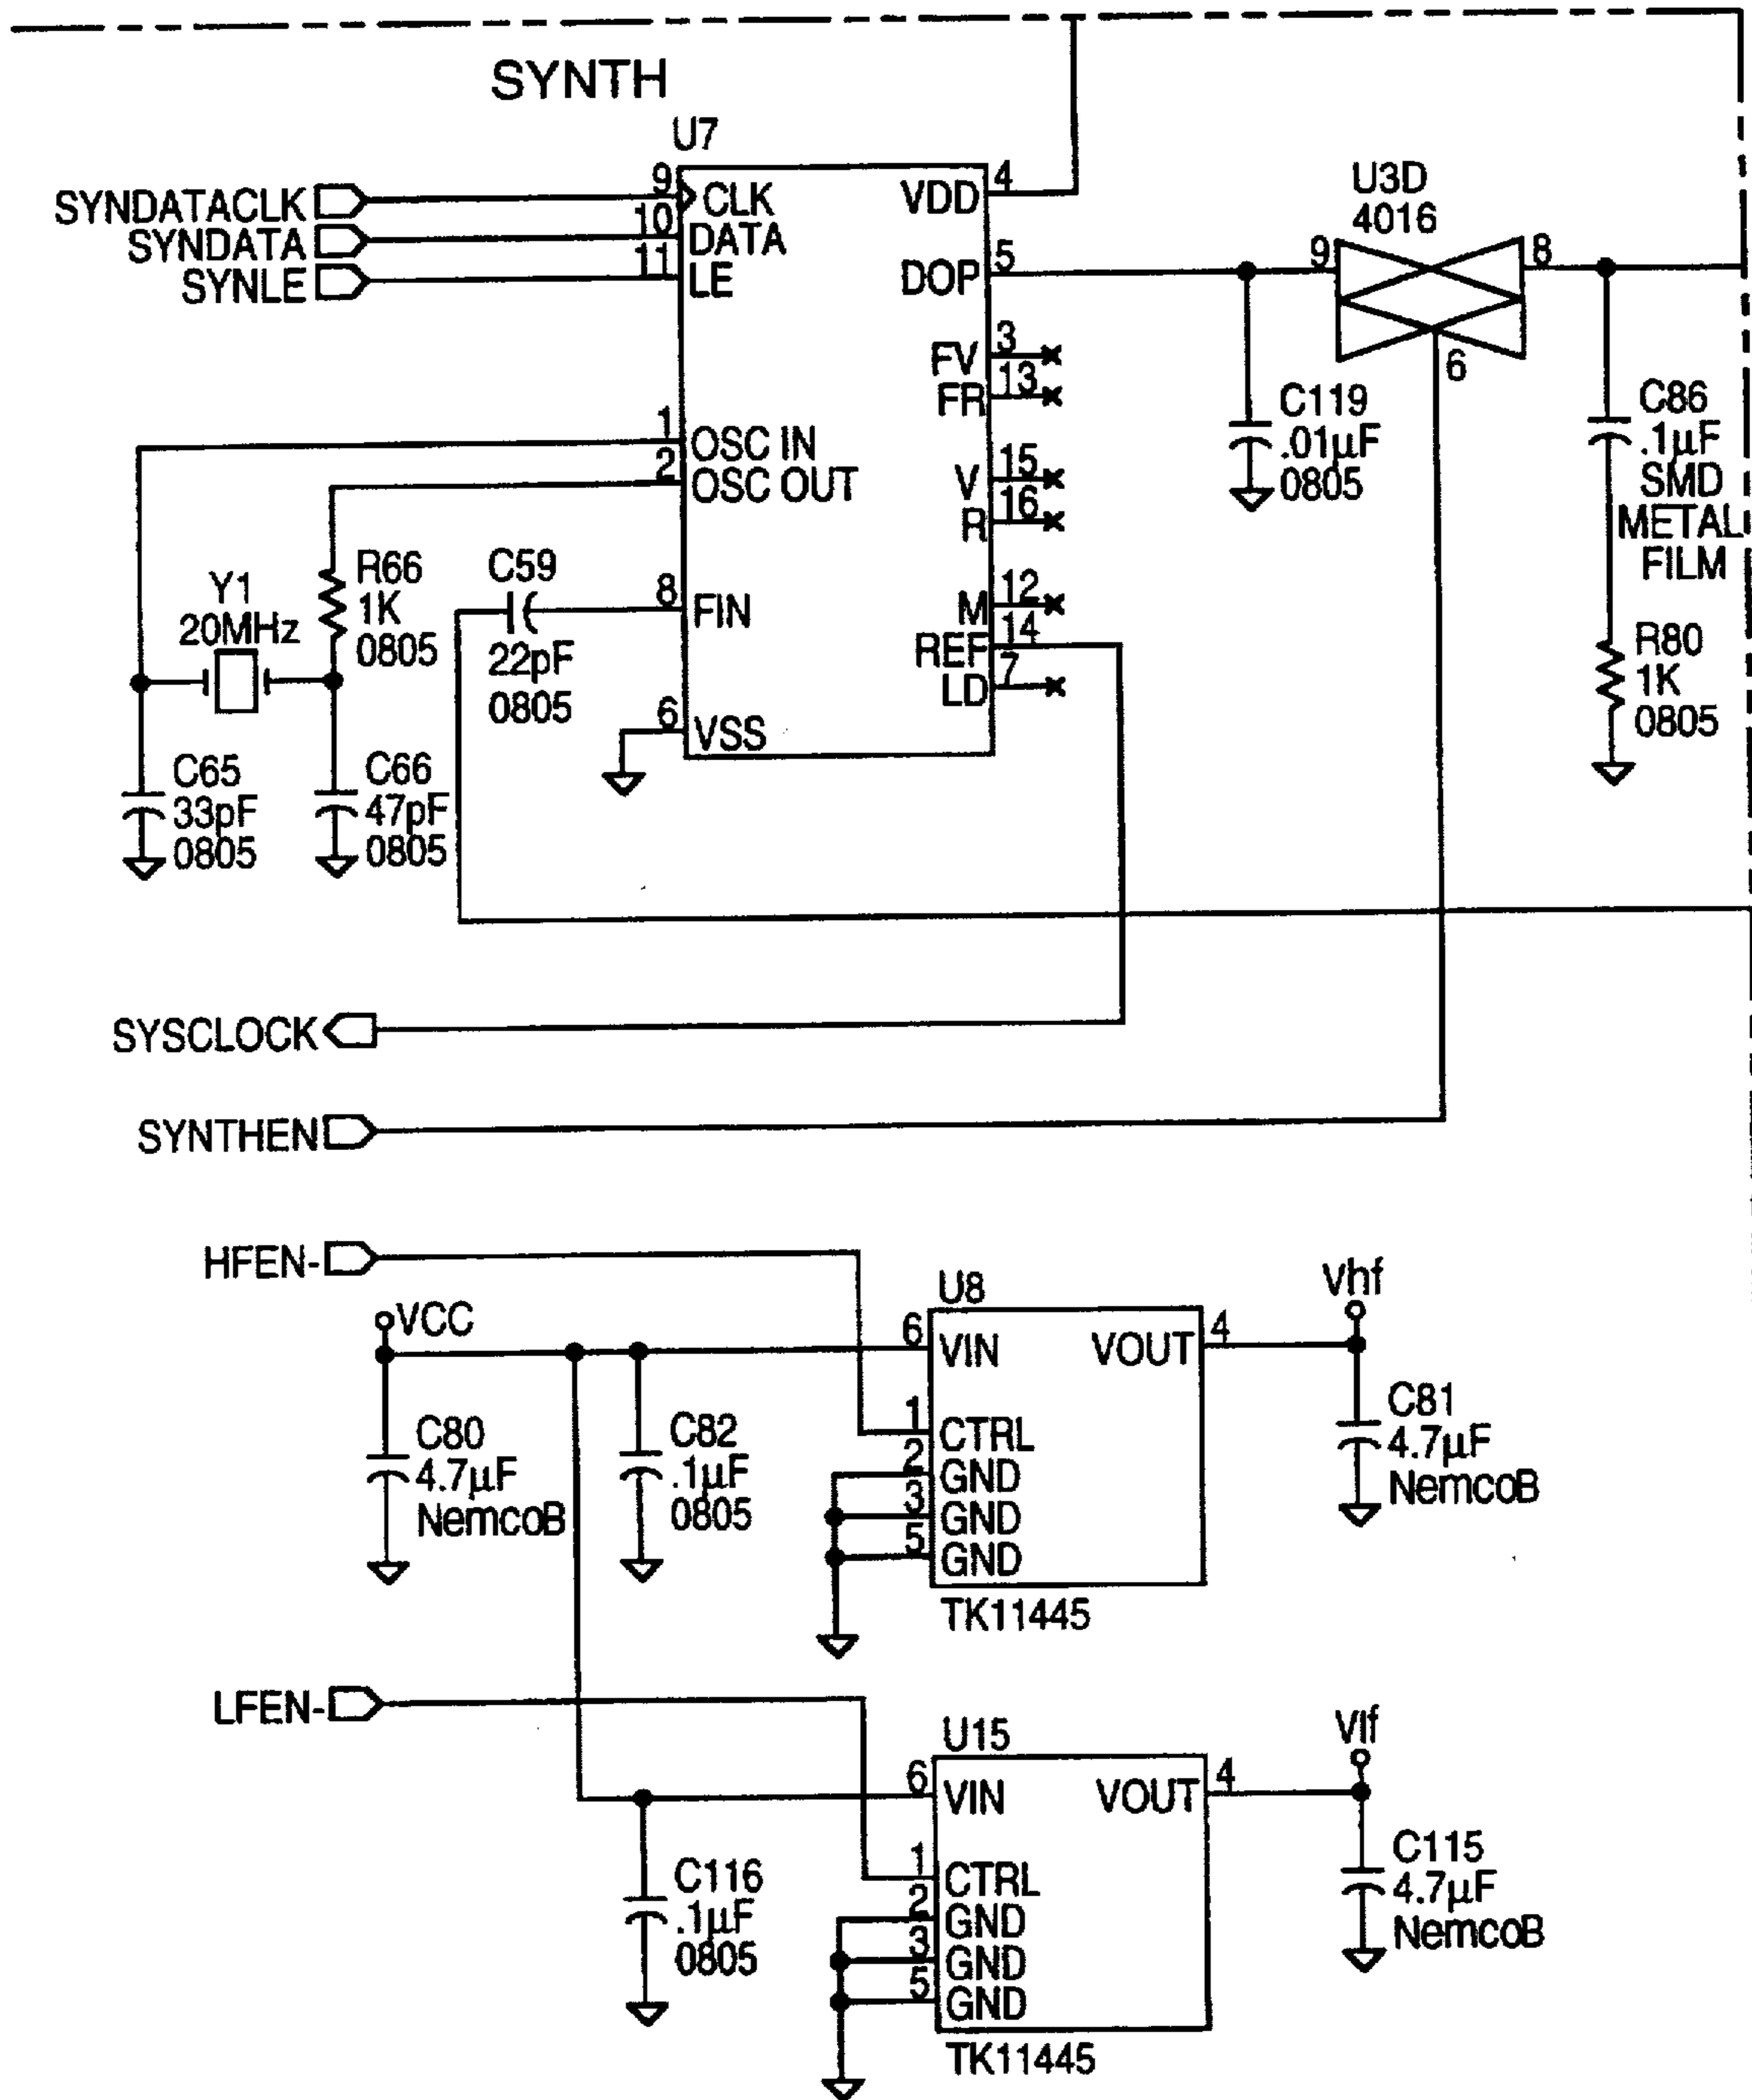 SYNTH
U7
SYNDATACLK
SYNDATA
SYNLE
9
10
11
CLK
DATA
LE
VDD
4
DOP
5
FV
3
FR
13
V
15
R
16
M
12
REF
14
LD
7
1
OSC IN
2
OSC OUT
8
FIN
6
VSS
U3D
4016
9
8
6
C119
.01µF
0805
C86
.1µF
SMD
METAL
FILM
R80
1K
0805
Y1
20MHz
R66
1K
0805
C59
22pF
0805
C65
33pF
0805
C66
47pF
0805
SYSCLOCK
SYNTHEN
HFEN-
VCC
U8
6
VIN
VOUT
4
Vhf
1
CTRL
2
GND
3
GND
5
GND
TK11445
C80
4.7µF
NemcoB
C82
.1µF
0805
C81
4.7µF
NemcoB
LFEN-
U15
6
VIN
VOUT
4
Vlf
1
CTRL
2
GND
3
GND
5
GND
TK11445
C116
.1µF
0805
C115
4.7µF
NemcoB